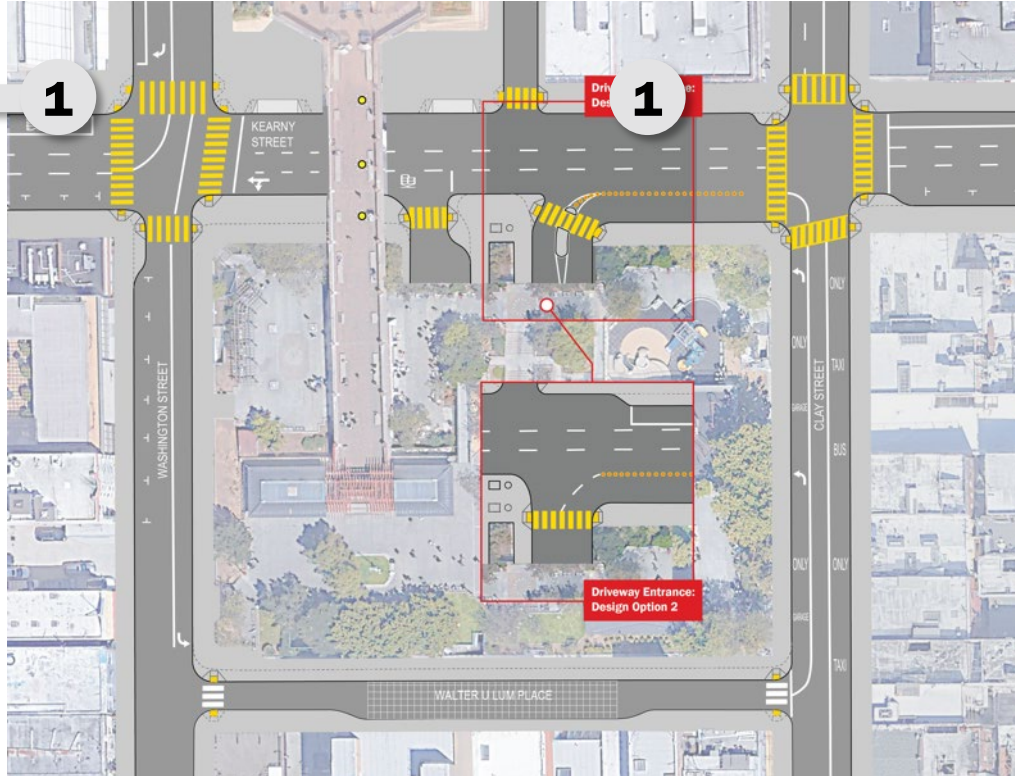 1
1
Driv
e:
Des
KEARNY
STREET
WASHINGTON STREET
ONLY
TAXI
BUS
ONLY
TAXI
ONLY
GARAGE
ONLY
GARAGE
CLAY STREET
Driveway Entrance:
Design Option 2
WALTER U LUM PLACE